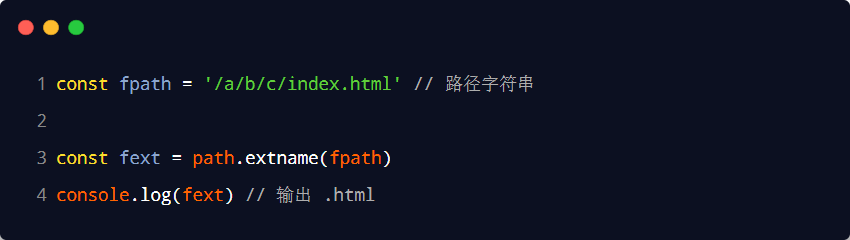 1 const fpath = '/a/b/c/index.html' // 路径字符串
2
3 const fext = path.extname(fpath)
4 console.log(fext) // 输出 .html